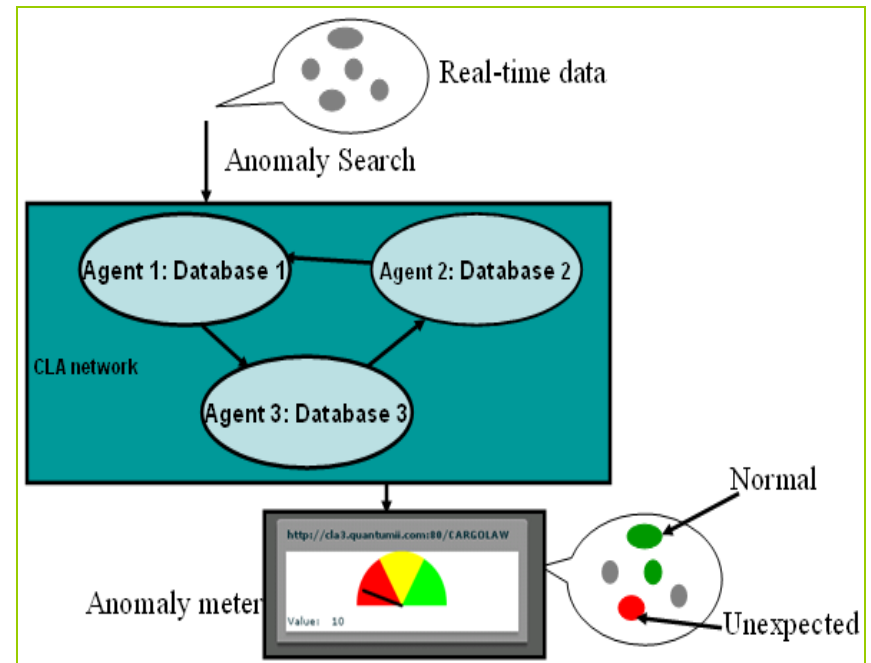 Real-time data
Anomaly Search
Agent 1: Database 1
Agent 2: Database 2
CLA network
Agent 3: Database 3
Normal
http://cla3.quantumii.com:80/CARGOLAW
Anomaly meter
Value: 10
Unexpected